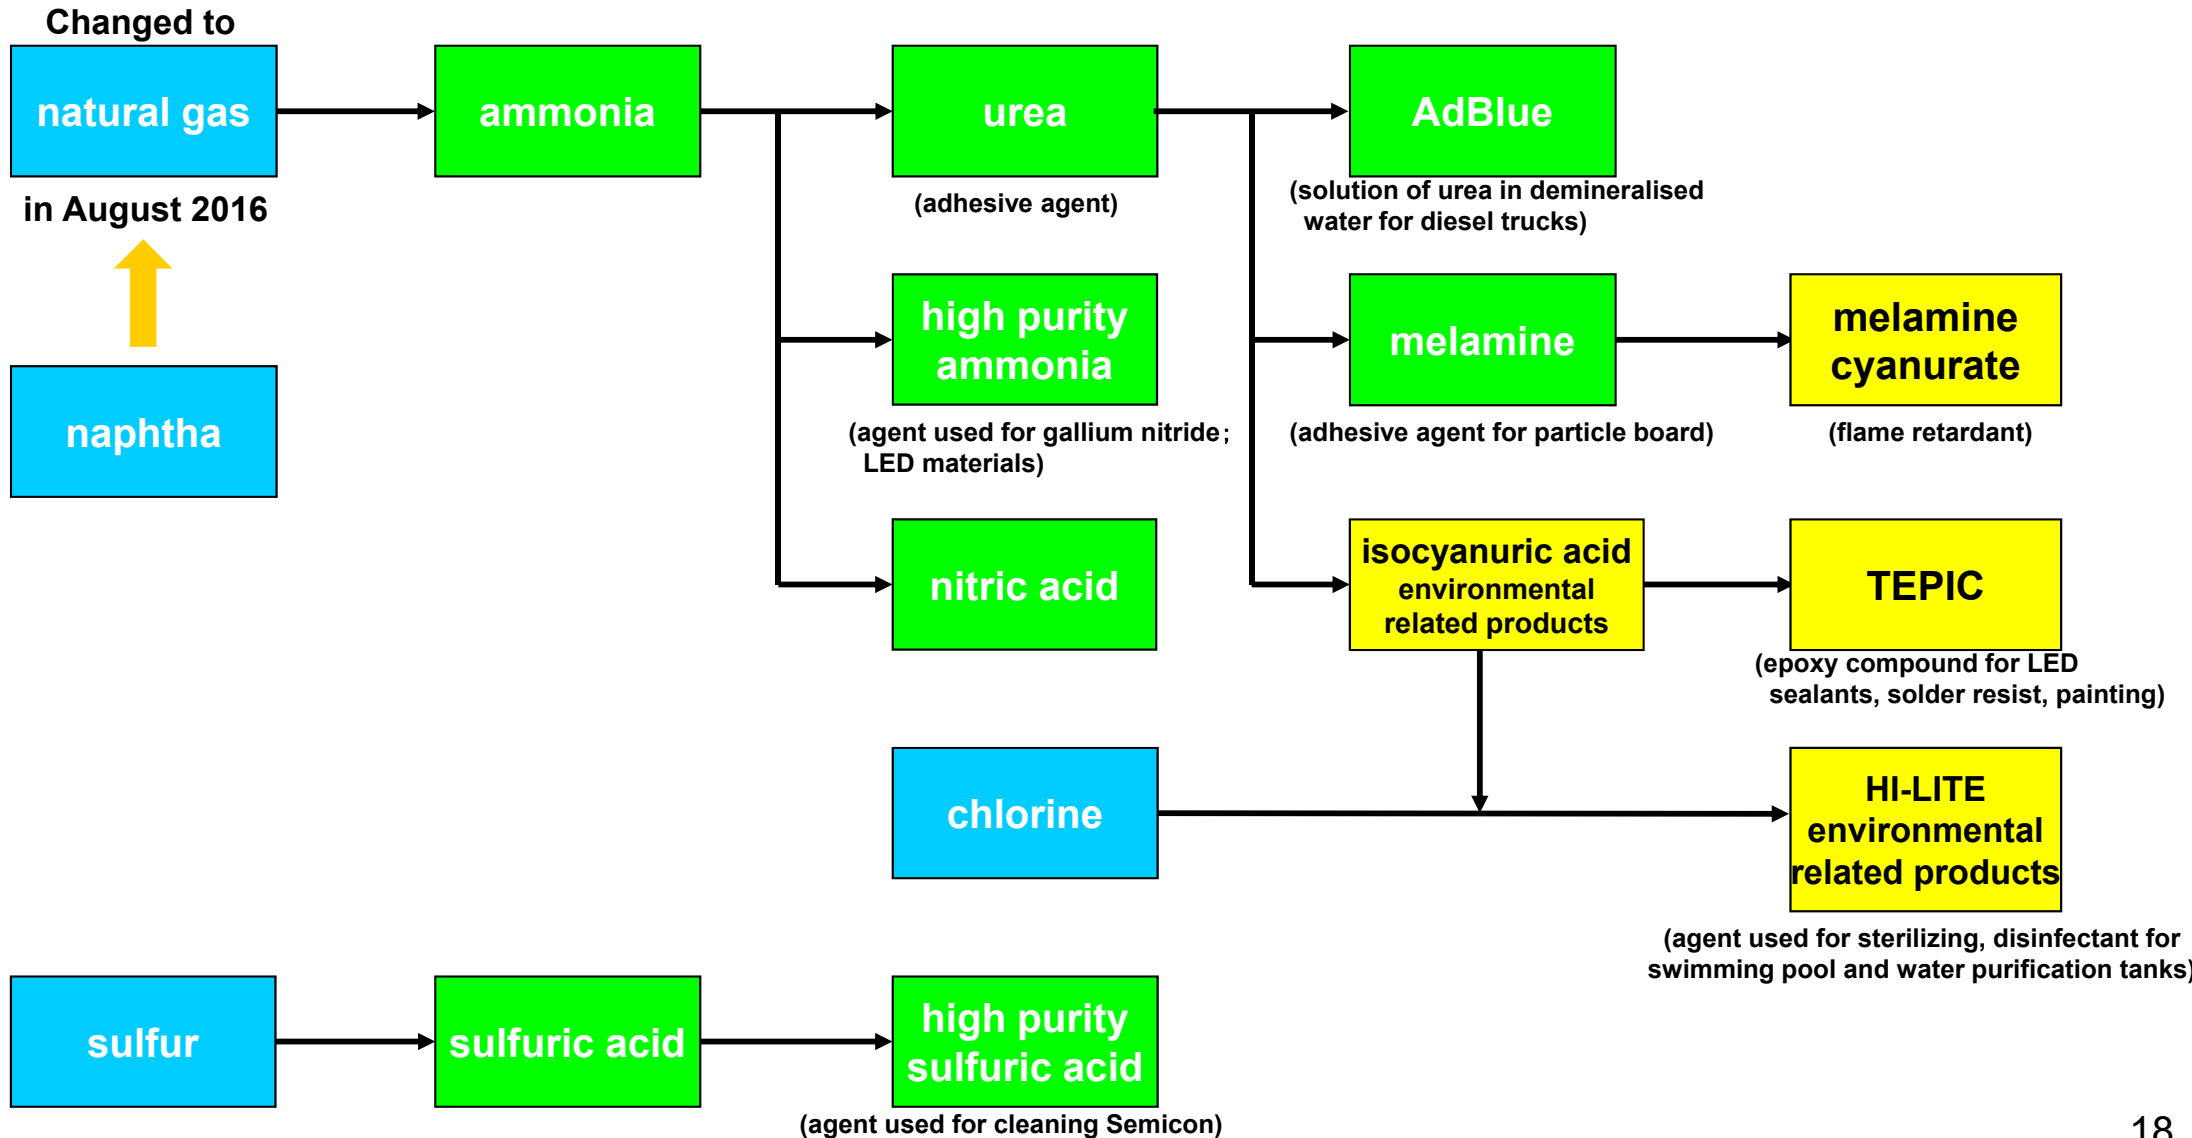 Changed to
natural gas
ammonia
urea
AdBlue
in August 2016
(adhesive agent)
(solution of urea in demineralised
water for diesel trucks)
naphtha
high purity
ammonia
melamine
melamine
cyanurate
(agent used for gallium nitride;
LED materials)
(adhesive agent for particle board)
(flame retardant)
nitric acid
isocyanuric acid
environmental
related products
TEPIC
(epoxy compound for LED
sealants, solder resist, painting)
chlorine
HI-LITE
environmental
related products
(agent used for sterilizing, disinfectant for
swimming pool and water purification tanks)
sulfur
sulfuric acid
high purity
sulfuric acid
(agent used for cleaning Semicon)
18